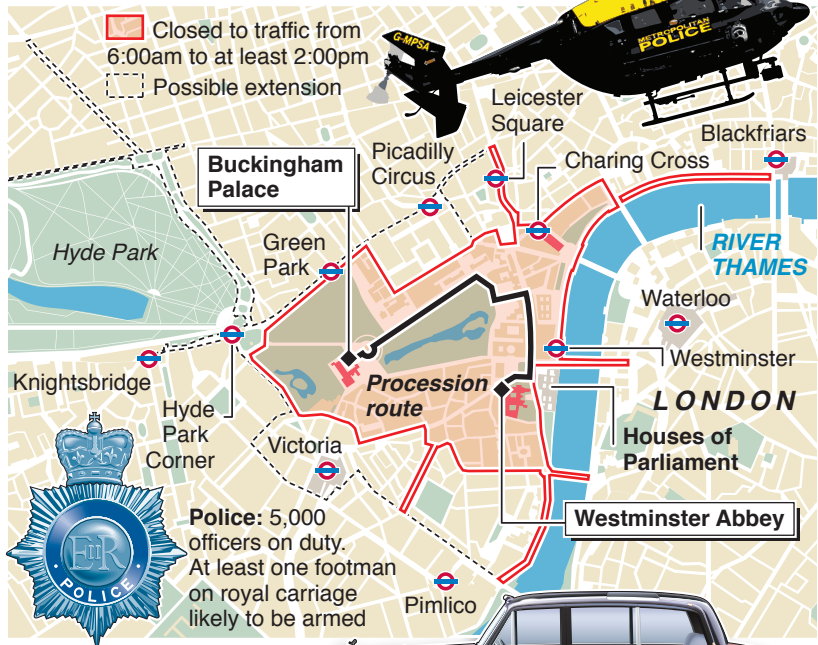 Closed to traffic from
6:00am to at least 2:00pm
Possible extension
G-MPSA
METROPOLITAN
POLICE
Leicester
Square
Blackfriars
Picadilly
Circus
Charing Cross
Buckingham
Palace
Hyde Park
Green
Park
RIVER
THAMES
Waterloo
Westminster
Knightsbridge
Procession
route
LONDON
Hyde
Park
Corner
Houses of
Parliament
Victoria
Westminster Abbey
Police: 5,000
officers on duty.
At least one footman
on royal carriage
likely to be armed
EIIR
POLICE
Pimlico